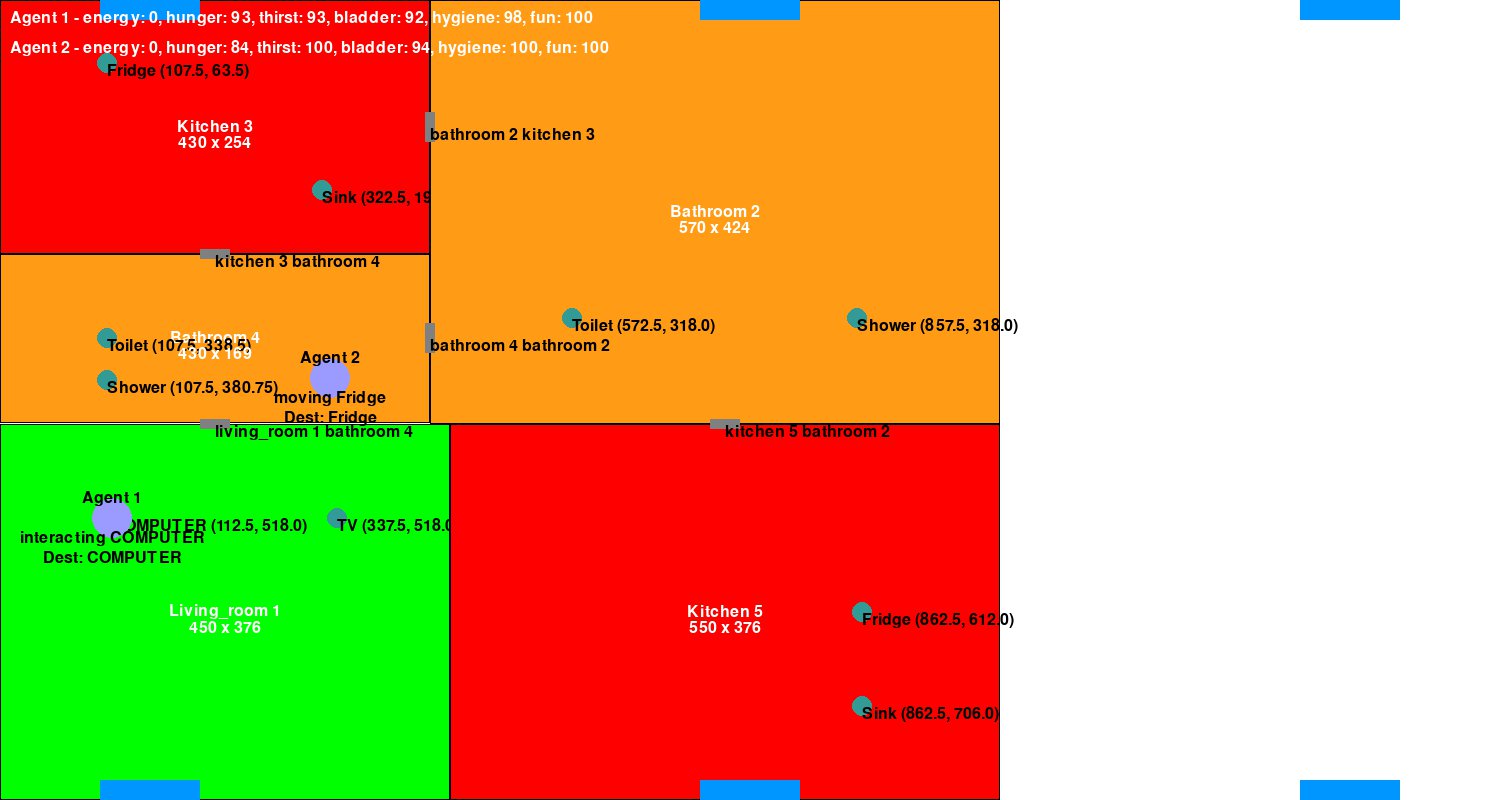 Agent 1 - energy: 0, hunger: 93, thirst: 93, bladder: 92, hygiene: 98, fun: 100
Agent 2 - energy: 0, hunger: 84, thirst: 100, bladder: 94, hygiene: 100, fun: 100
Fridge (107.5, 63.5)
Kitchen 3
430 x 254
bathroom 2 kitchen 3
Sink (322.5, 19
Bathroom 2
570 x 424
kitchen 3 bathroom 4
Toilet (572.5, 318.0)
Shower (857.5, 318.0)
Bathroom 4
430 x 169
Toilet (107.5, 338.5)
bathroom 4 bathroom 2
Agent 2
Shower (107.5, 380.75)
moving Fridge
Dest: Fridge
living_room 1 bathroom 4
kitchen 5 bathroom 2
Agent 1
OMPUTER (112.5, 518.0)
TV (337.5, 518.0
interacting COMPUTER
Dest: COMPUTER
Living_room 1
450 x 376
Kitchen 5
550 x 376
Fridge (862.5, 612.0)
Sink (862.5, 706.0)